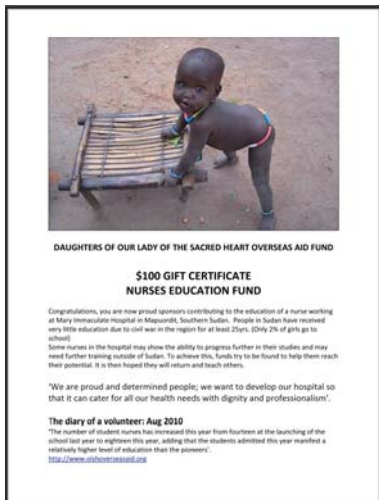 DAUGHTERS OF OUR LADY OF THE SACRED HEART OVERSEAS AID FUND
$100 GIFT CERTIFICATE
NURSES EDUCATION FUND
Congratulations, you are now proud sponsors contributing to the education of a nurse working
at Mary Immaculate Hospital in Mapuordit, Southern Sudan. People in Sudan have received
very little education due to civil war in the region for at least 25yrs. (Only 2% of girls go to
school)
Some nurses in the hospital may show the ability to progress further in their studies and may
need further training outside of Sudan. To achieve this, funds try to be found to help them reach
their potential. It is then hoped they will return and teach others.
'We are proud and determined people; we want to develop our hospital so
that it can cater for all our health needs with dignity and professionalism'.
The diary of a volunteer: Aug 2010
'The number of student nurses has increased this year from fourteen at the launching of the
school last year to eighteen this year, adding that the students admitted this year manifest a
relatively higher level of education than the pioneers'.
http://www.olshoverseasaid.org